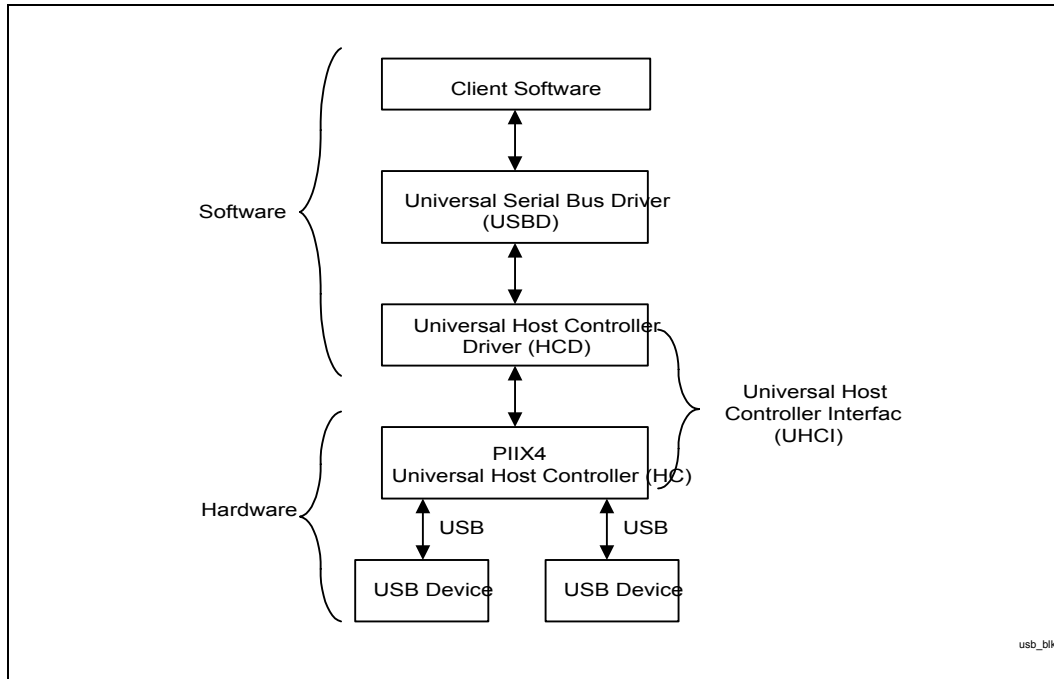 Client Software
Universal Serial Bus Driver
(USBD)
Software
Universal Host Controller
Driver (HCD)
Universal Host
Controller Interfac
(UHCI)
PIIX4
Universal Host Controller (HC)
Hardware
USB
USB
USB Device
USB Device
usb_blk